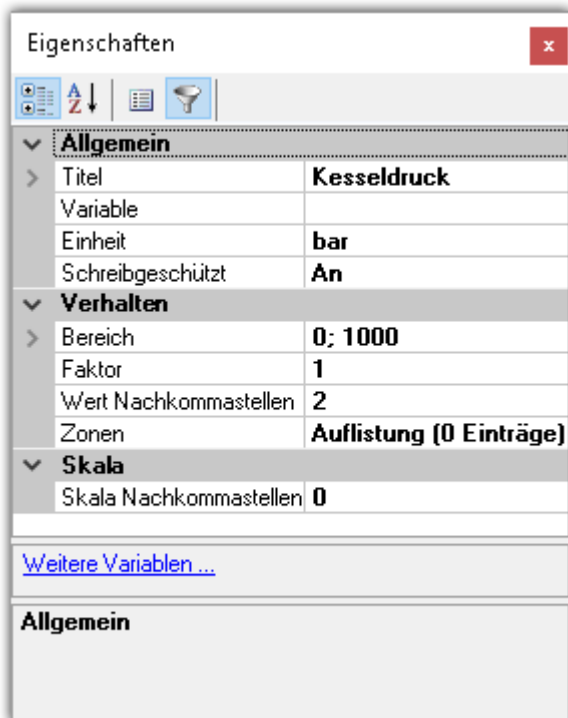 Eigenschaften
x
A
Z
Allgemein
Titel Kesseldruck
Variable
Einheit bar
Schreibgeschützt An
Verhalten
Bereich 0; 1000
Faktor 1
Wert Nachkommastellen 2
Zonen Auflistung (0 Einträge)
Skala
Skala Nachkommastellen 0
Weitere Variablen ...
Allgemein